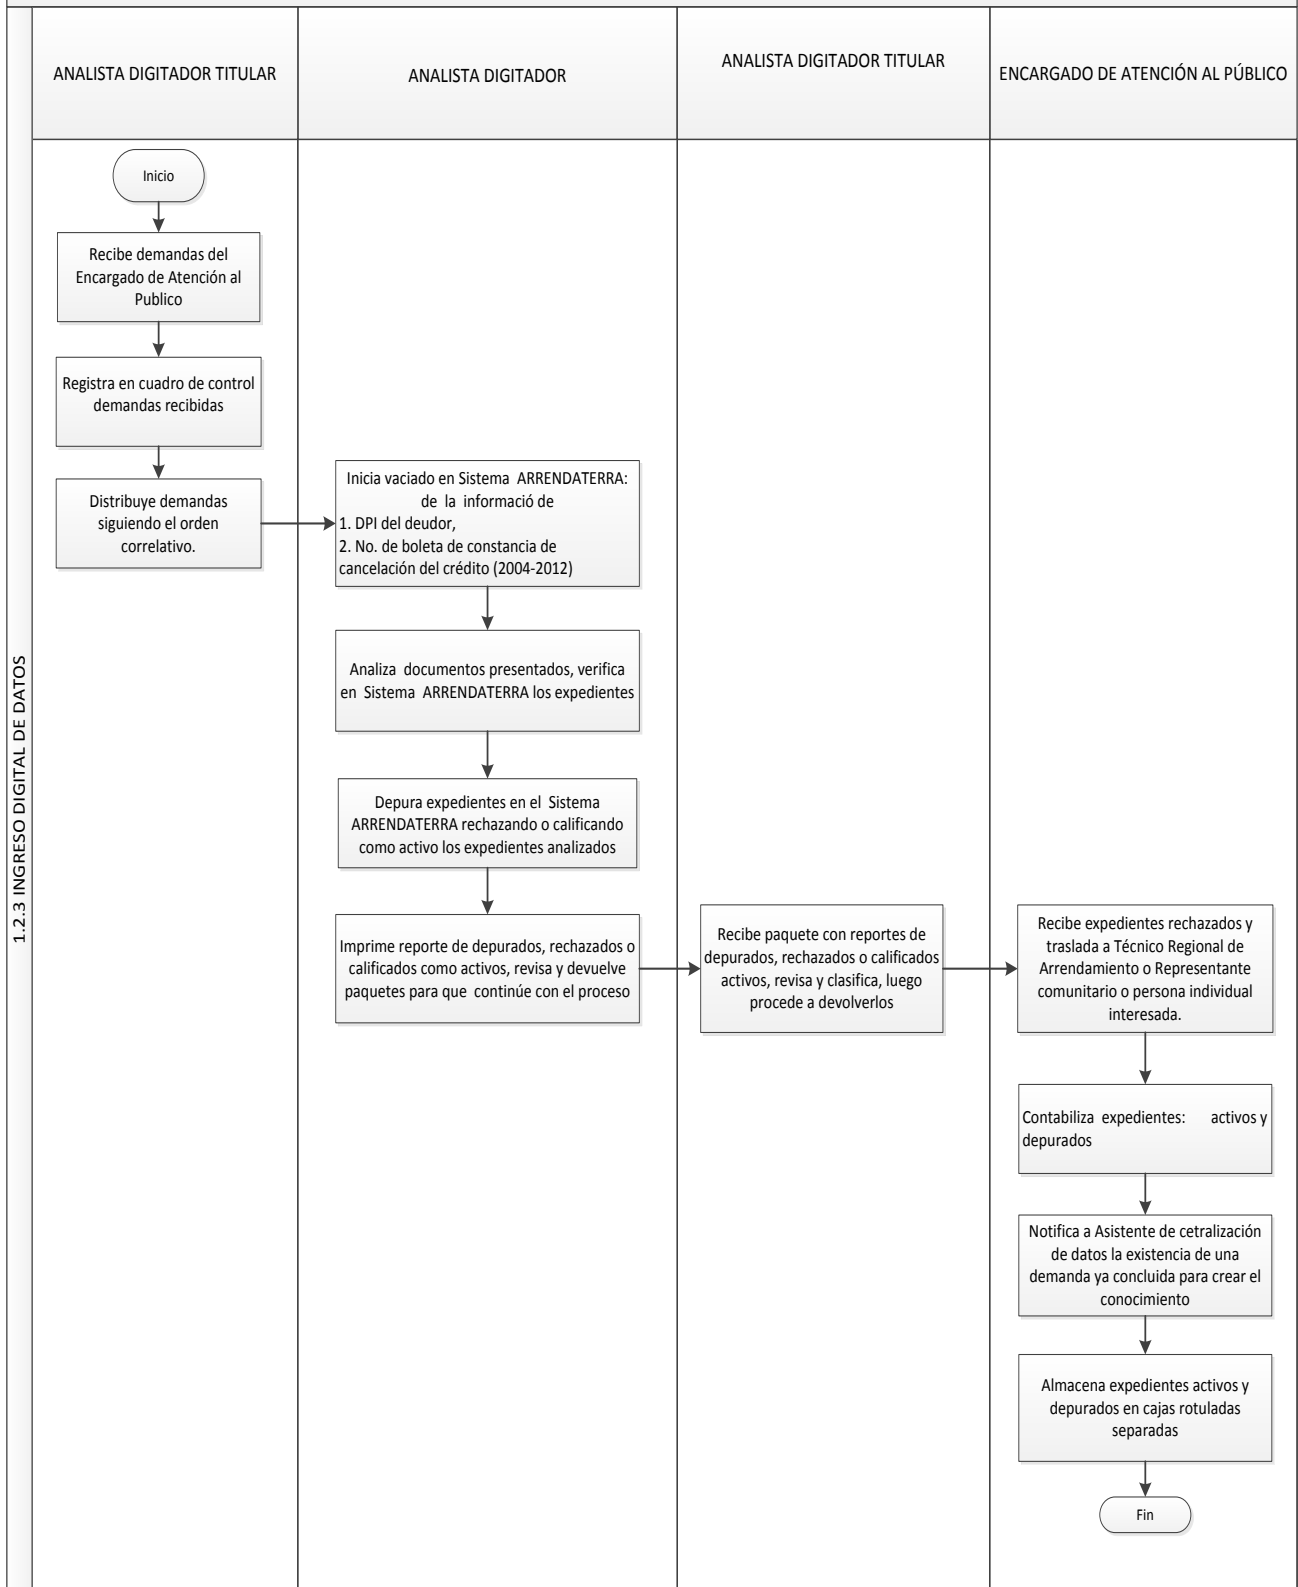 ANALISTA DIGITADOR TITULAR
ANALISTA DIGITADOR
ANALISTA DIGITADOR TITULAR
ENCARGADO DE ATENCIÓN AL PÚBLICO
1.2.3 INGRESO DIGITAL DE DATOS
Inicio
Recibe demandas del
Encargado de Atención al
Publico
Registra en cuadro de control
demandas recibidas
Distribuye demandas
siguiendo el orden
correlativo.
Inicia vaciado en Sistema ARRENDATERRA:
de la informació de
1. DPI del deudor,
2. No. de boleta de constancia de
cancelación del crédito (2004-2012)
Analiza documentos presentados, verifica
en Sistema ARRENDATERRA los expedientes
Depura expedientes en el Sistema
ARRENDATERRA rechazando o calificando
como activo los expedientes analizados
Imprime reporte de depurados, rechazados o
calificados como activos, revisa y devuelve
paquetes para que continúe con el proceso
Recibe paquete con reportes de
depurados, rechazados o calificados
activos, revisa y clasifica, luego
procede a devolverlos
Recibe expedientes rechazados y
traslada a Técnico Regional de
Arrendamiento o Representante
comunitario o persona individual
interesada.
Contabiliza expedientes: activos y
depurados
Notifica a Asistente de cetralización
de datos la existencia de una
demanda ya concluida para crear el
conocimiento
Almacena expedientes activos y
depurados en cajas rotuladas
separadas
Fin